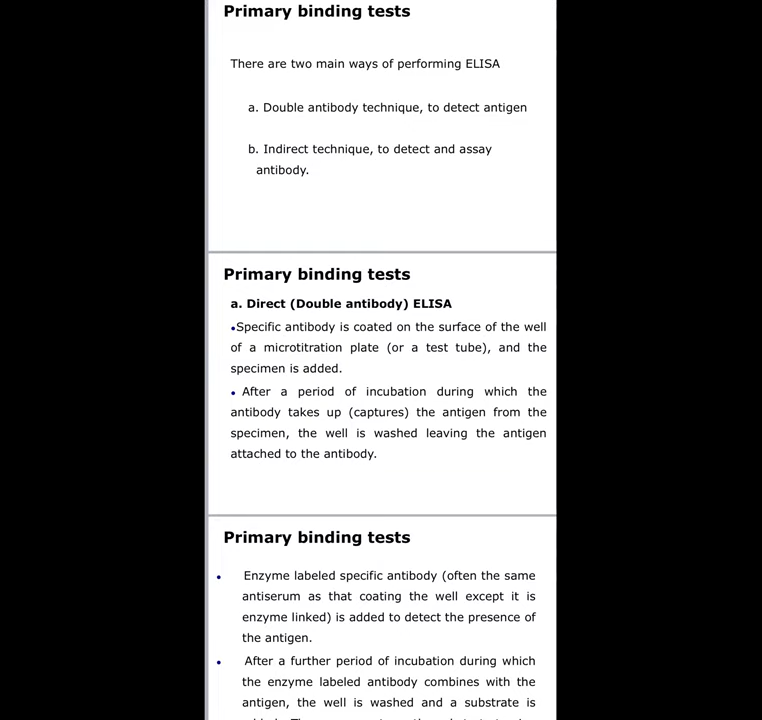 Primary binding tests
There are two main ways of performing ELISA
a. Double antibody technique, to detect antigen
b. Indirect technique, to detect and assay
antibody.
Primary binding tests
a. Direct (Double antibody) ELISA
•Specific antibody is coated on the surface of the well
of a microtitration plate (or a test tube), and the
specimen is added.
• After a period of incubation during which the
antibody takes up (captures) the antigen from the
specimen, the well is washed leaving the antigen
attached to the antibody.
Primary binding tests
• Enzyme labeled specific antibody (often the same
antiserum as that coating the well except it is
enzyme linked) is added to detect the presence of
the antigen.
• After a further period of incubation during which
the enzyme labeled antibody combines with the
antigen, the well is washed and a substrate is